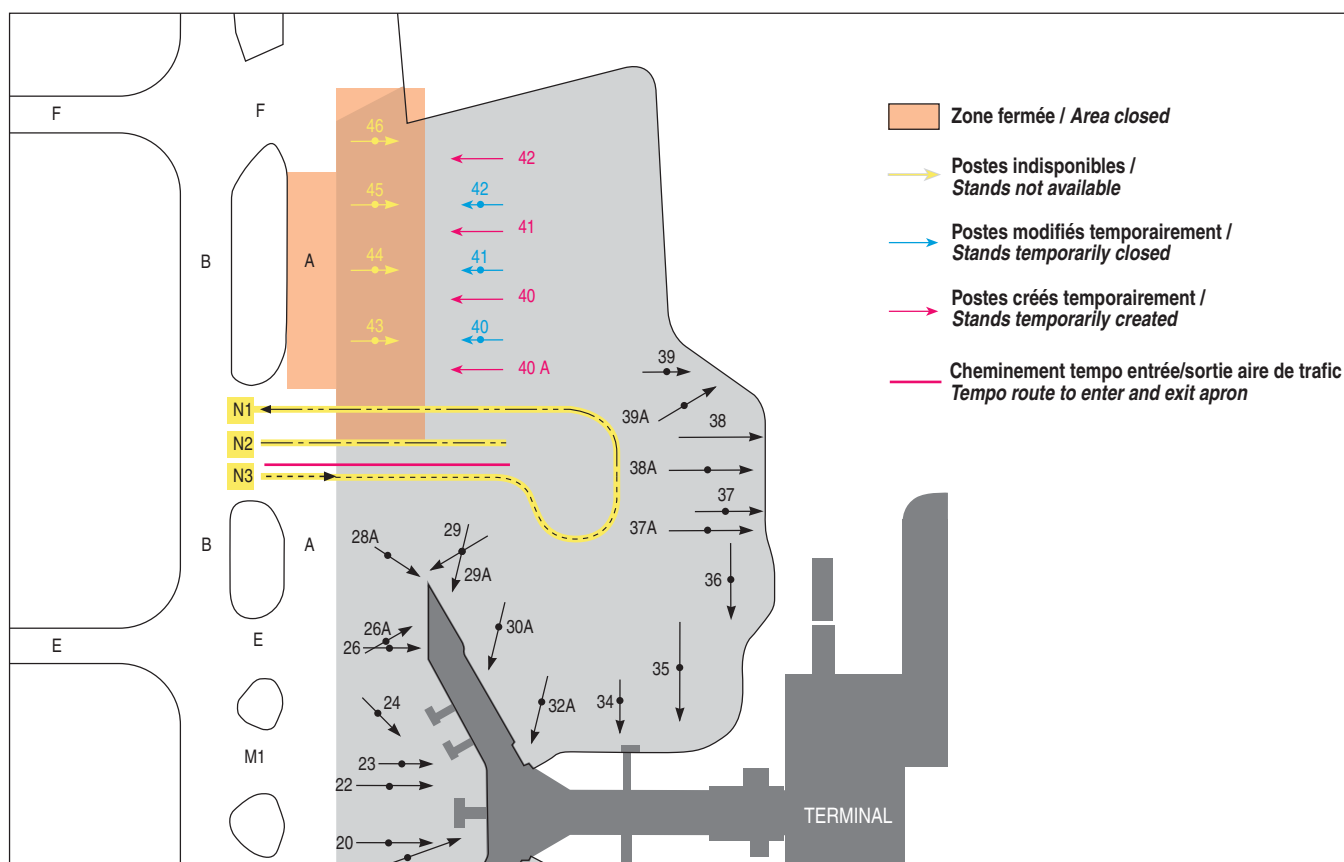 F
F
46
42
45
42
B
A
41
44
41
40
43
40
40 A
39
N1
39A
38
N2
N3
38A
37
37A
B
A
28A
29
29A
36
E
E
26A
26
30A
35
24
32A
34
M1
23
22
20
TERMINAL
Zone fermée / Area closed
Postes indisponibles /
Stands not available
Postes modifiés temporairement /
Stands temporarily closed
Postes créés temporairement /
Stands temporarily created
Cheminement tempo entrée/sortie aire de trafic
Tempo route to enter and exit apron